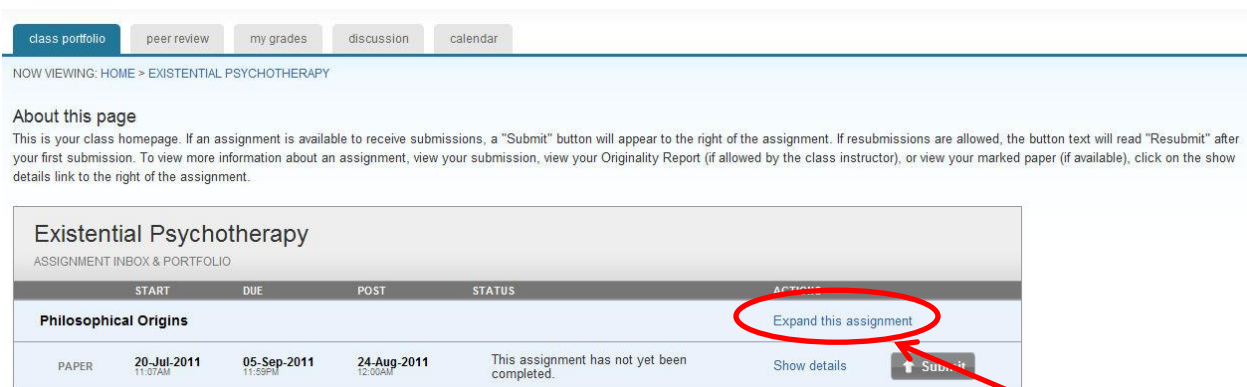 class portfolio peer review my grades discussion calendar
NOW VIEWING: HOME > EXISTENTIAL PSYCHOTHERAPY
About this page
This is your class homepage. If an assignment is available to receive submissions, a "Submit" button will appear to the right of the assignment. If resubmissions are allowed, the button text will read "Resubmit" after
your first submission. To view more information about an assignment, view your submission, view your Originality Report (if allowed by the class instructor), or view your marked paper (if available), click on the show
details link to the right of the assignment.
Existential Psychotherapy
ASSIGNMENT INBOX & PORTFOLIO
START DUE POST STATUS ACTIONS
Philosophical Origins Expand this assignment
PAPER 20-Jul-2011 05-Sep-2011 24-Aug-2011 This assignment has not yet been Show details Submit
11:07AM 11:59PM 12:00AM completed.